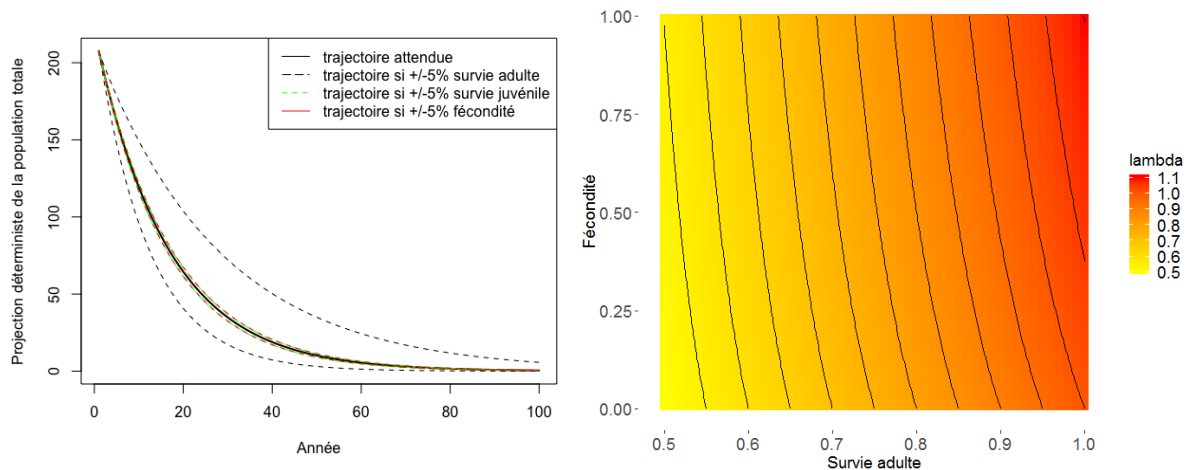 Projection déterministe de la population totale
200
150
100
50
0
trajectoire attendue
trajectoire si +/-5% survie adulte
trajectoire si +/-5% survie juvénile
trajectoire si +/-5% fécondité
0 20 40 60 80 100
Année
Fécondité
1.00
0.75
0.50
0.25
0.00
0.5 0.6 0.7 0.8 0.9 1.0
Survie adulte
lambda
1.1
1.0
0.9
0.8
0.7
0.6
0.5